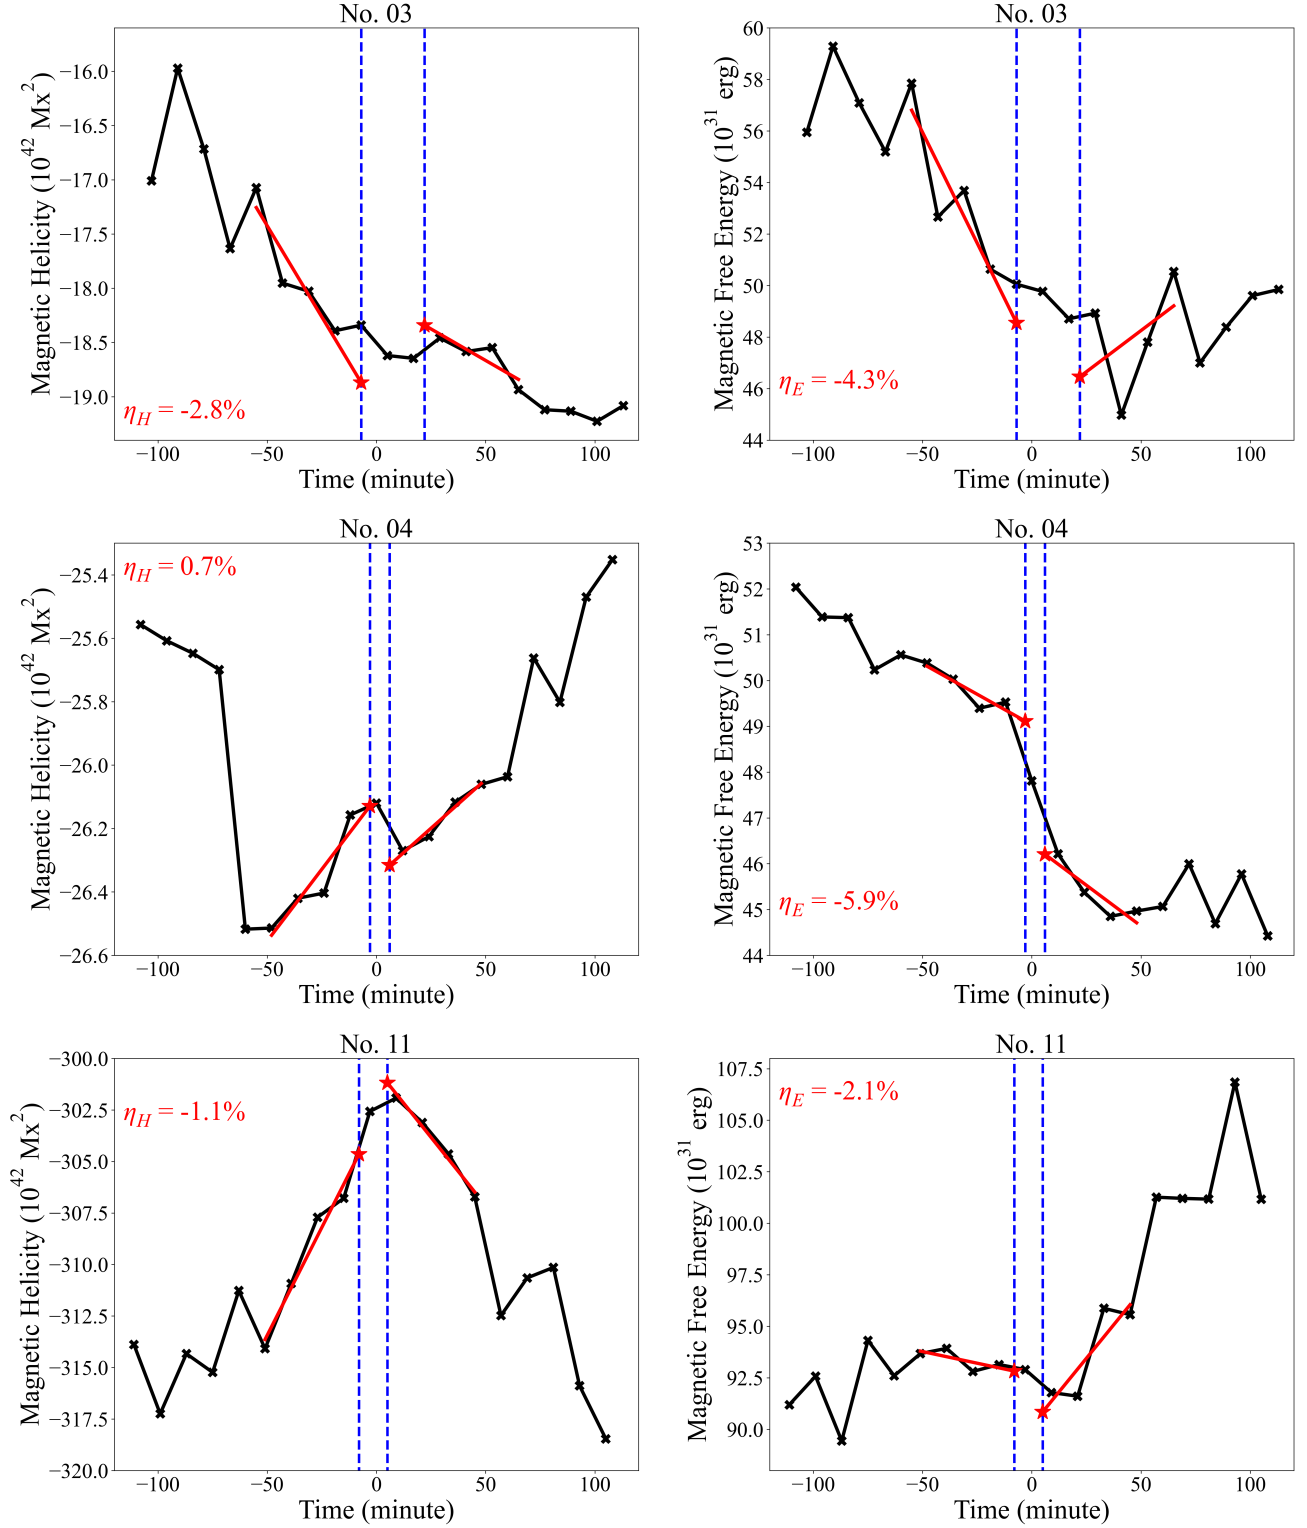 No. 03
Magnetic Helicity (10^42 Mx^2)
−16.0
−16.5
−17.0
−17.5
−18.0
−18.5
−19.0
η_H = -2.8%
−100 −50 0 50 100
Time (minute)
No. 03
Magnetic Free Energy (10^31 erg)
60
58
56
54
52
50
48
46
44
η_E = -4.3%
−100 −50 0 50 100
Time (minute)
No. 04
Magnetic Helicity (10^42 Mx^2)
η_H = 0.7%
−25.4
−25.6
−25.8
−26.0
−26.2
−26.4
−26.6
−100 −50 0 50 100
Time (minute)
No. 04
Magnetic Free Energy (10^31 erg)
53
52
51
50
49
48
47
46
45
44
η_E = -5.9%
−100 −50 0 50 100
Time (minute)
No. 11
Magnetic Helicity (10^42 Mx^2)
−300.0
−302.5
−305.0
−307.5
−310.0
−312.5
−315.0
−317.5
−320.0
η_H = -1.1%
−100 −50 0 50 100
Time (minute)
No. 11
Magnetic Free Energy (10^31 erg)
107.5
105.0
102.5
100.0
97.5
95.0
92.5
90.0
η_E = -2.1%
−100 −50 0 50 100
Time (minute)